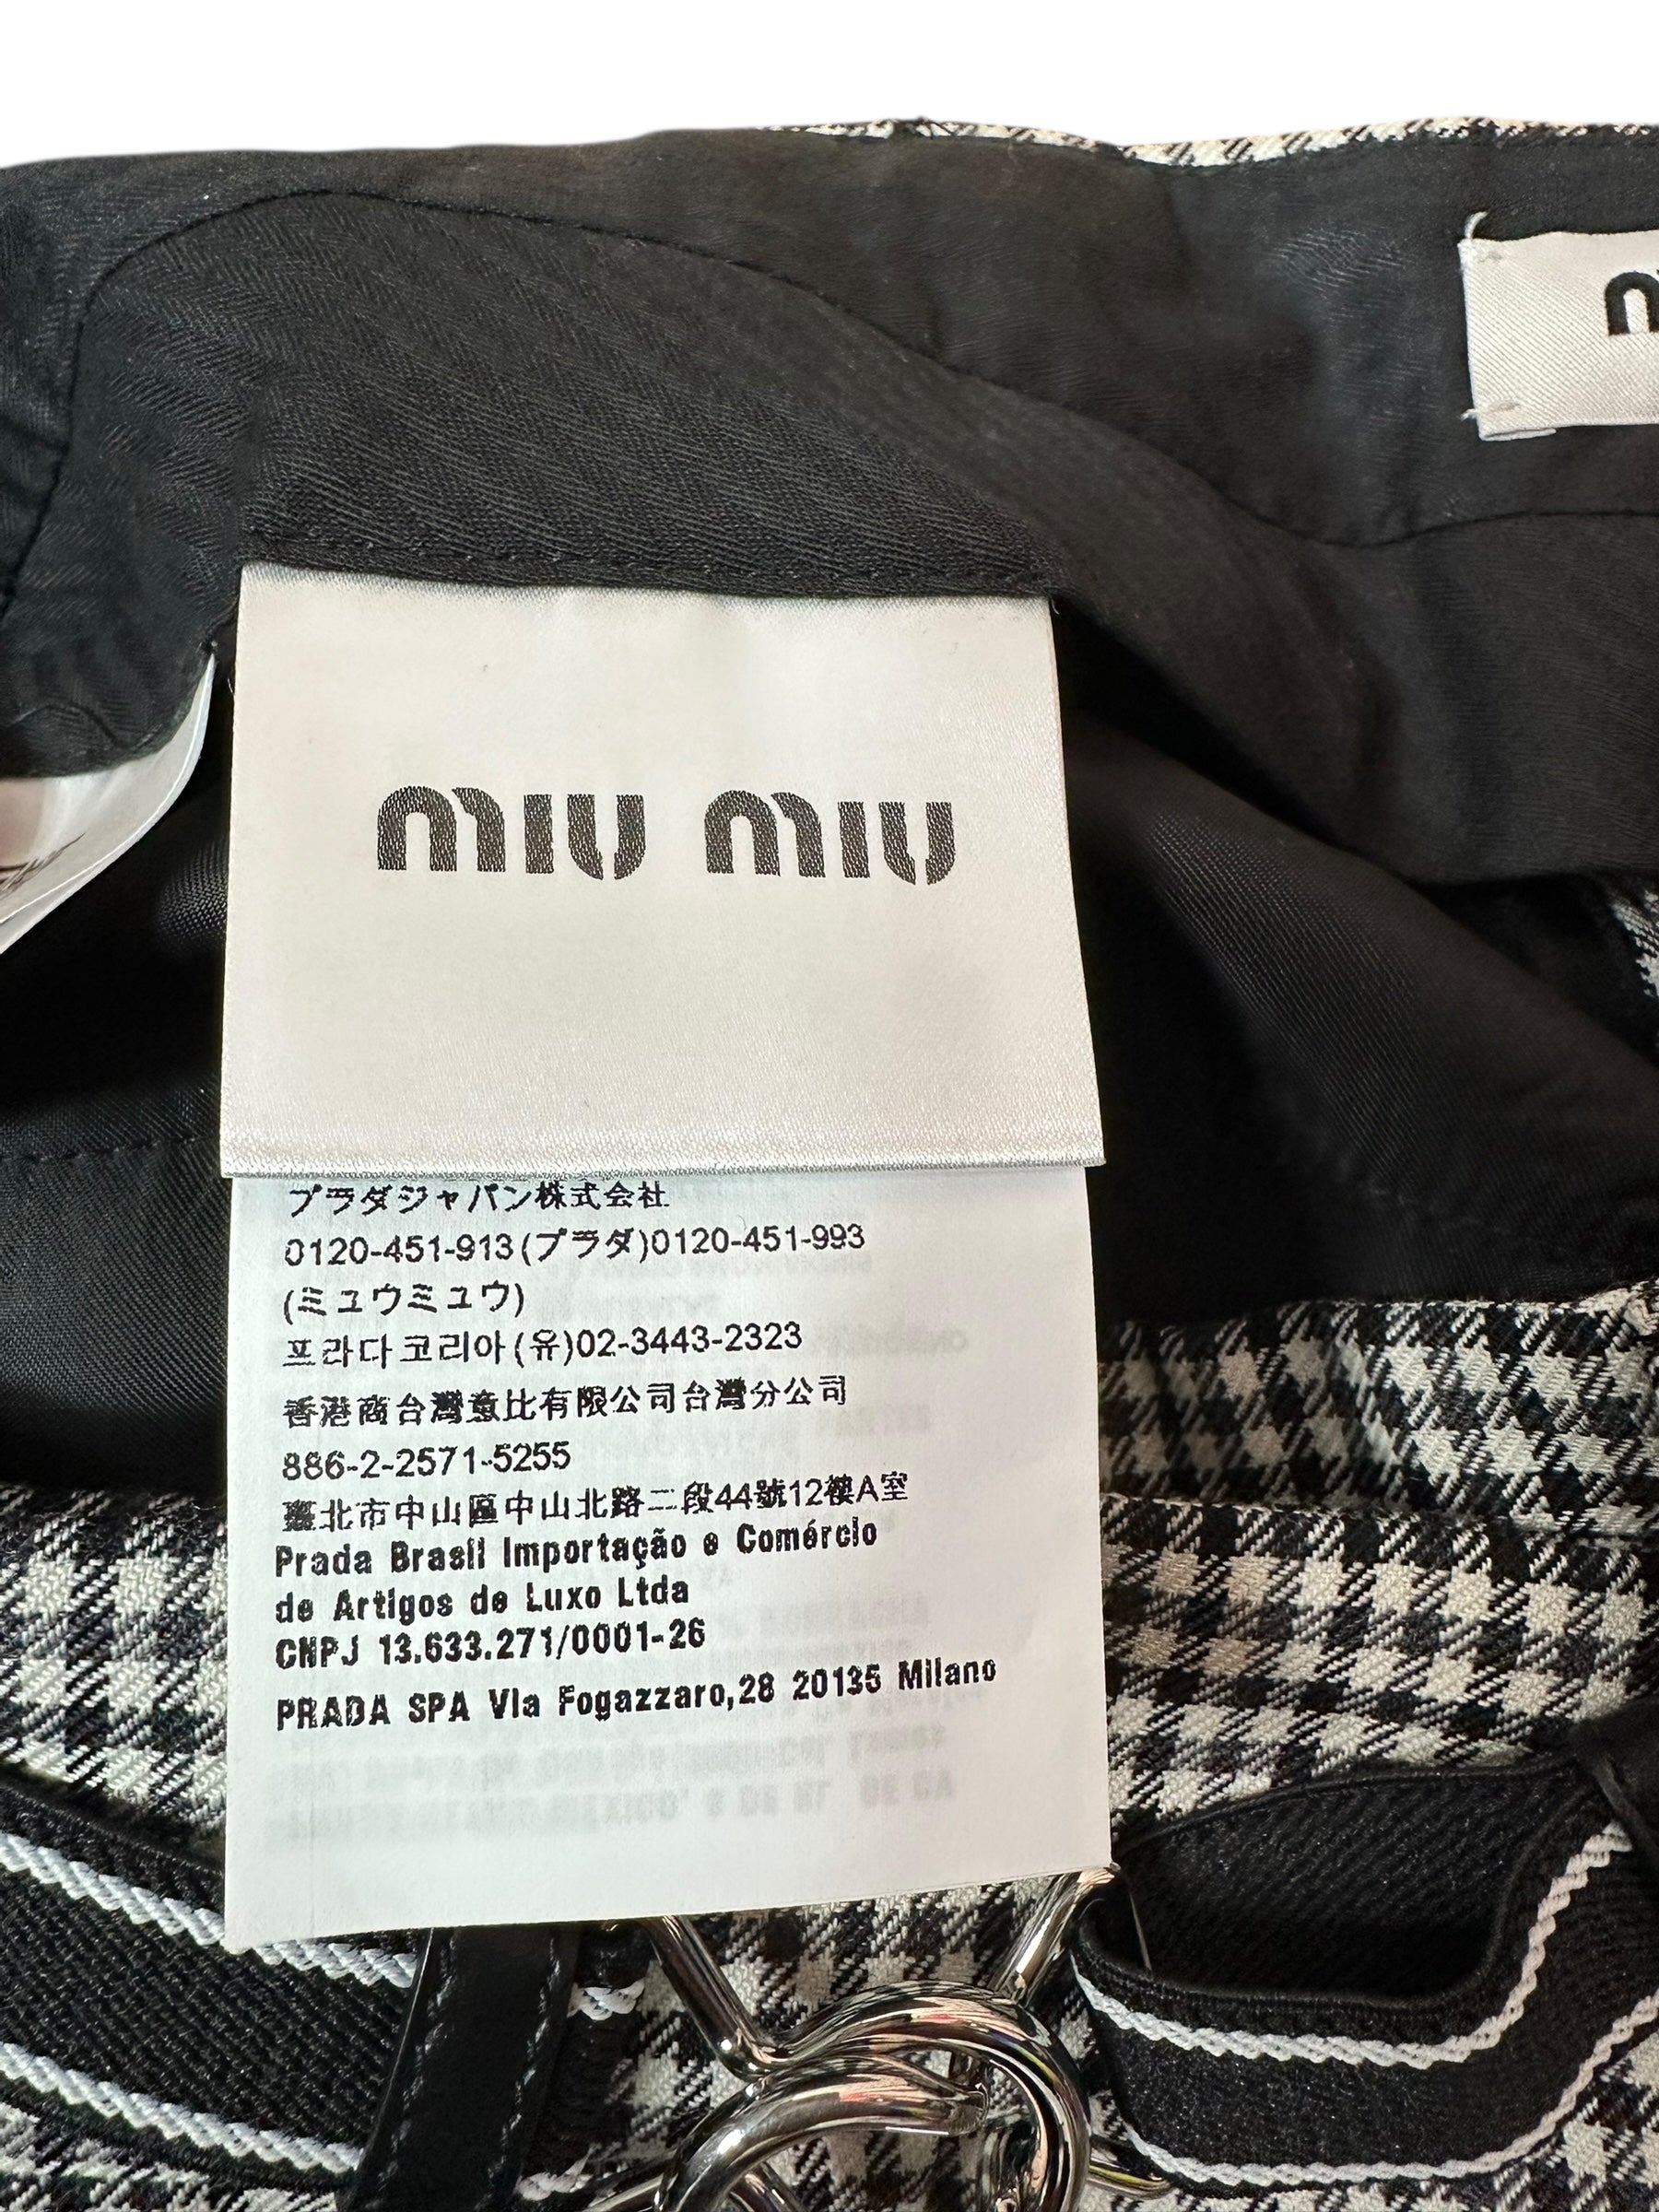 MIU MIU
プラダジャパン株式会社
0120-451-913(プラダ)0120-451-993
(ミュウミュウ)
프라다코리아(유)02-3443-2323
香港商台灣意比有限公司台灣分公司
886-2-2571-5255
臺北市中山區中山北路二段44號12樓A室
Prada Brasil Importação e Comércio
de Artigos de Luxo Ltda
CNPJ 13.633.271/0001-26
PRADA SPA Via Fogazzaro,28 20135 Milano